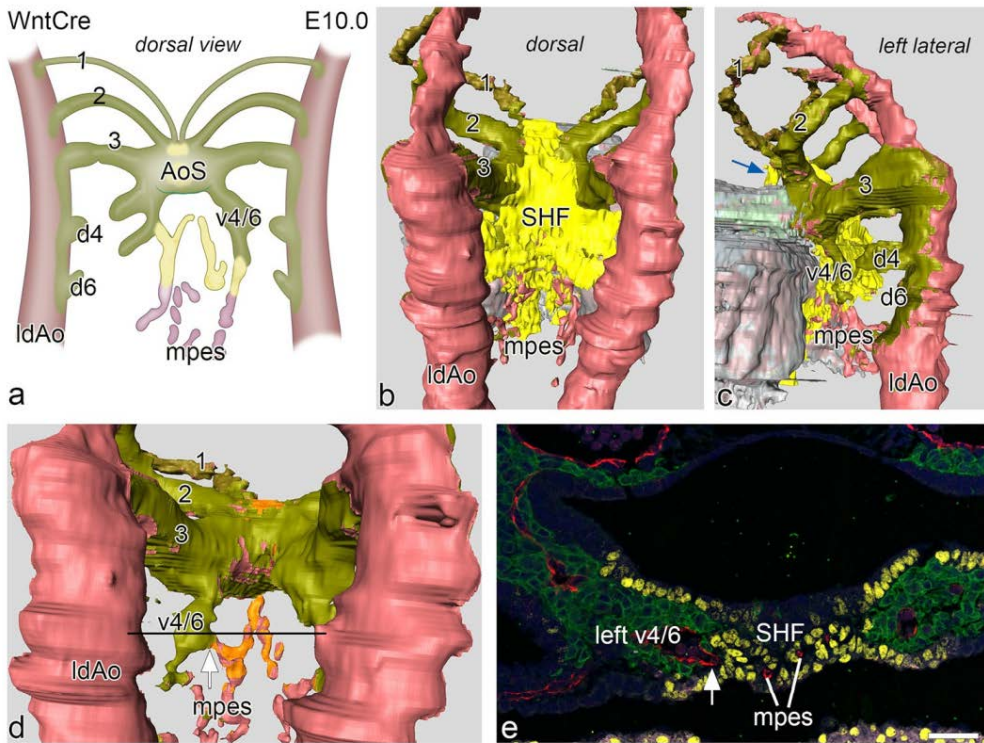 WntCre
dorsal view
E10.0
1
2
3
AoS
v4/6
d4
d6
ldAo
mpes
a
dorsal
1
2
3
SHF
mpes
ldAo
b
left lateral
1
2
3
v4/6
d4
d6
mpes
ldAo
c
1
2
3
v4/6
ldAo
mpes
d
left v4/6
SHF
mpes
e